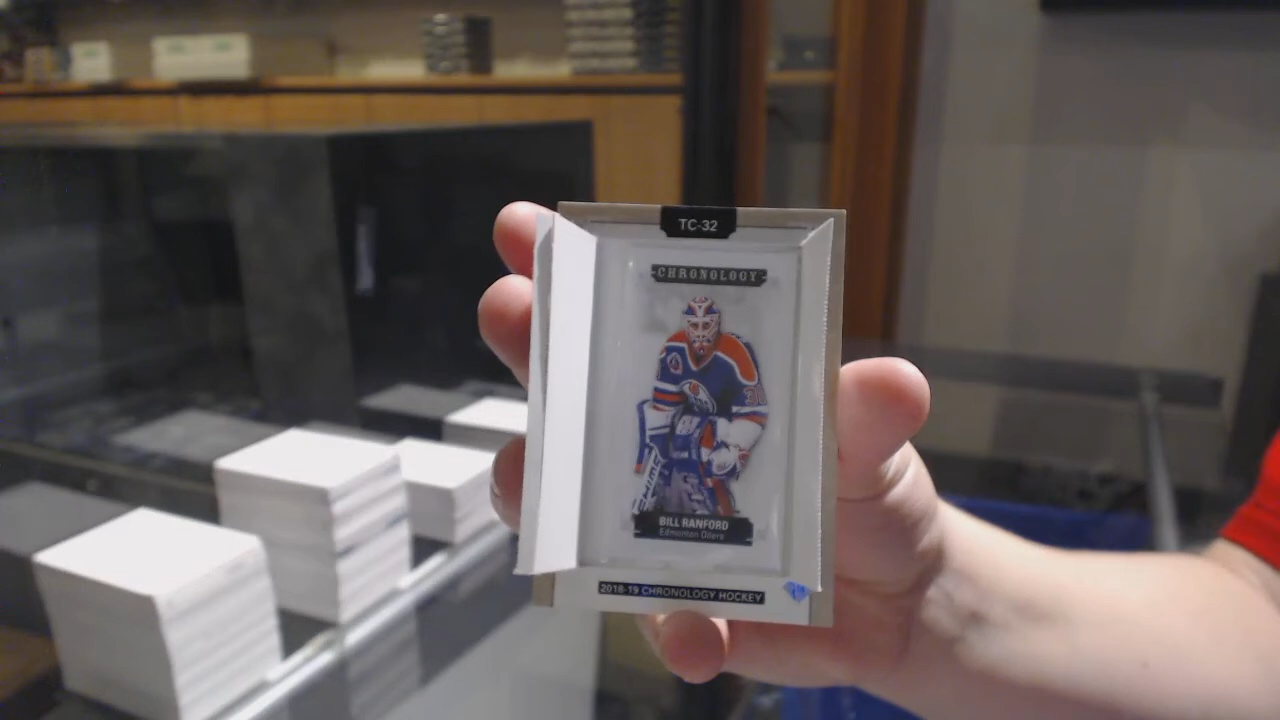 TC-32
CHRONOLOGY
BILL RANFORD
Edmonton Oilers
2018-19 CHRONOLOGY HOCKEY